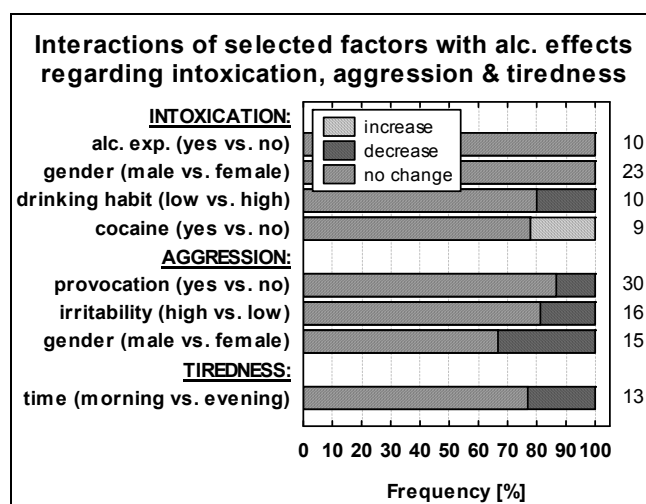 Interactions of selected factors with alc. effects
regarding intoxication, aggression & tiredness
INTOXICATION:
increase
alc. exp. (yes vs. no) 10
decrease
gender (male vs. female) 23
no change
drinking habit (low vs. high) 10
cocaine (yes vs. no) 9
AGGRESSION:
provocation (yes vs. no) 30
irritability (high vs. low) 16
gender (male vs. female) 15
TIREDNESS:
time (morning vs. evening) 13
0 10 20 30 40 50 60 70 80 90 100
Frequency [%]